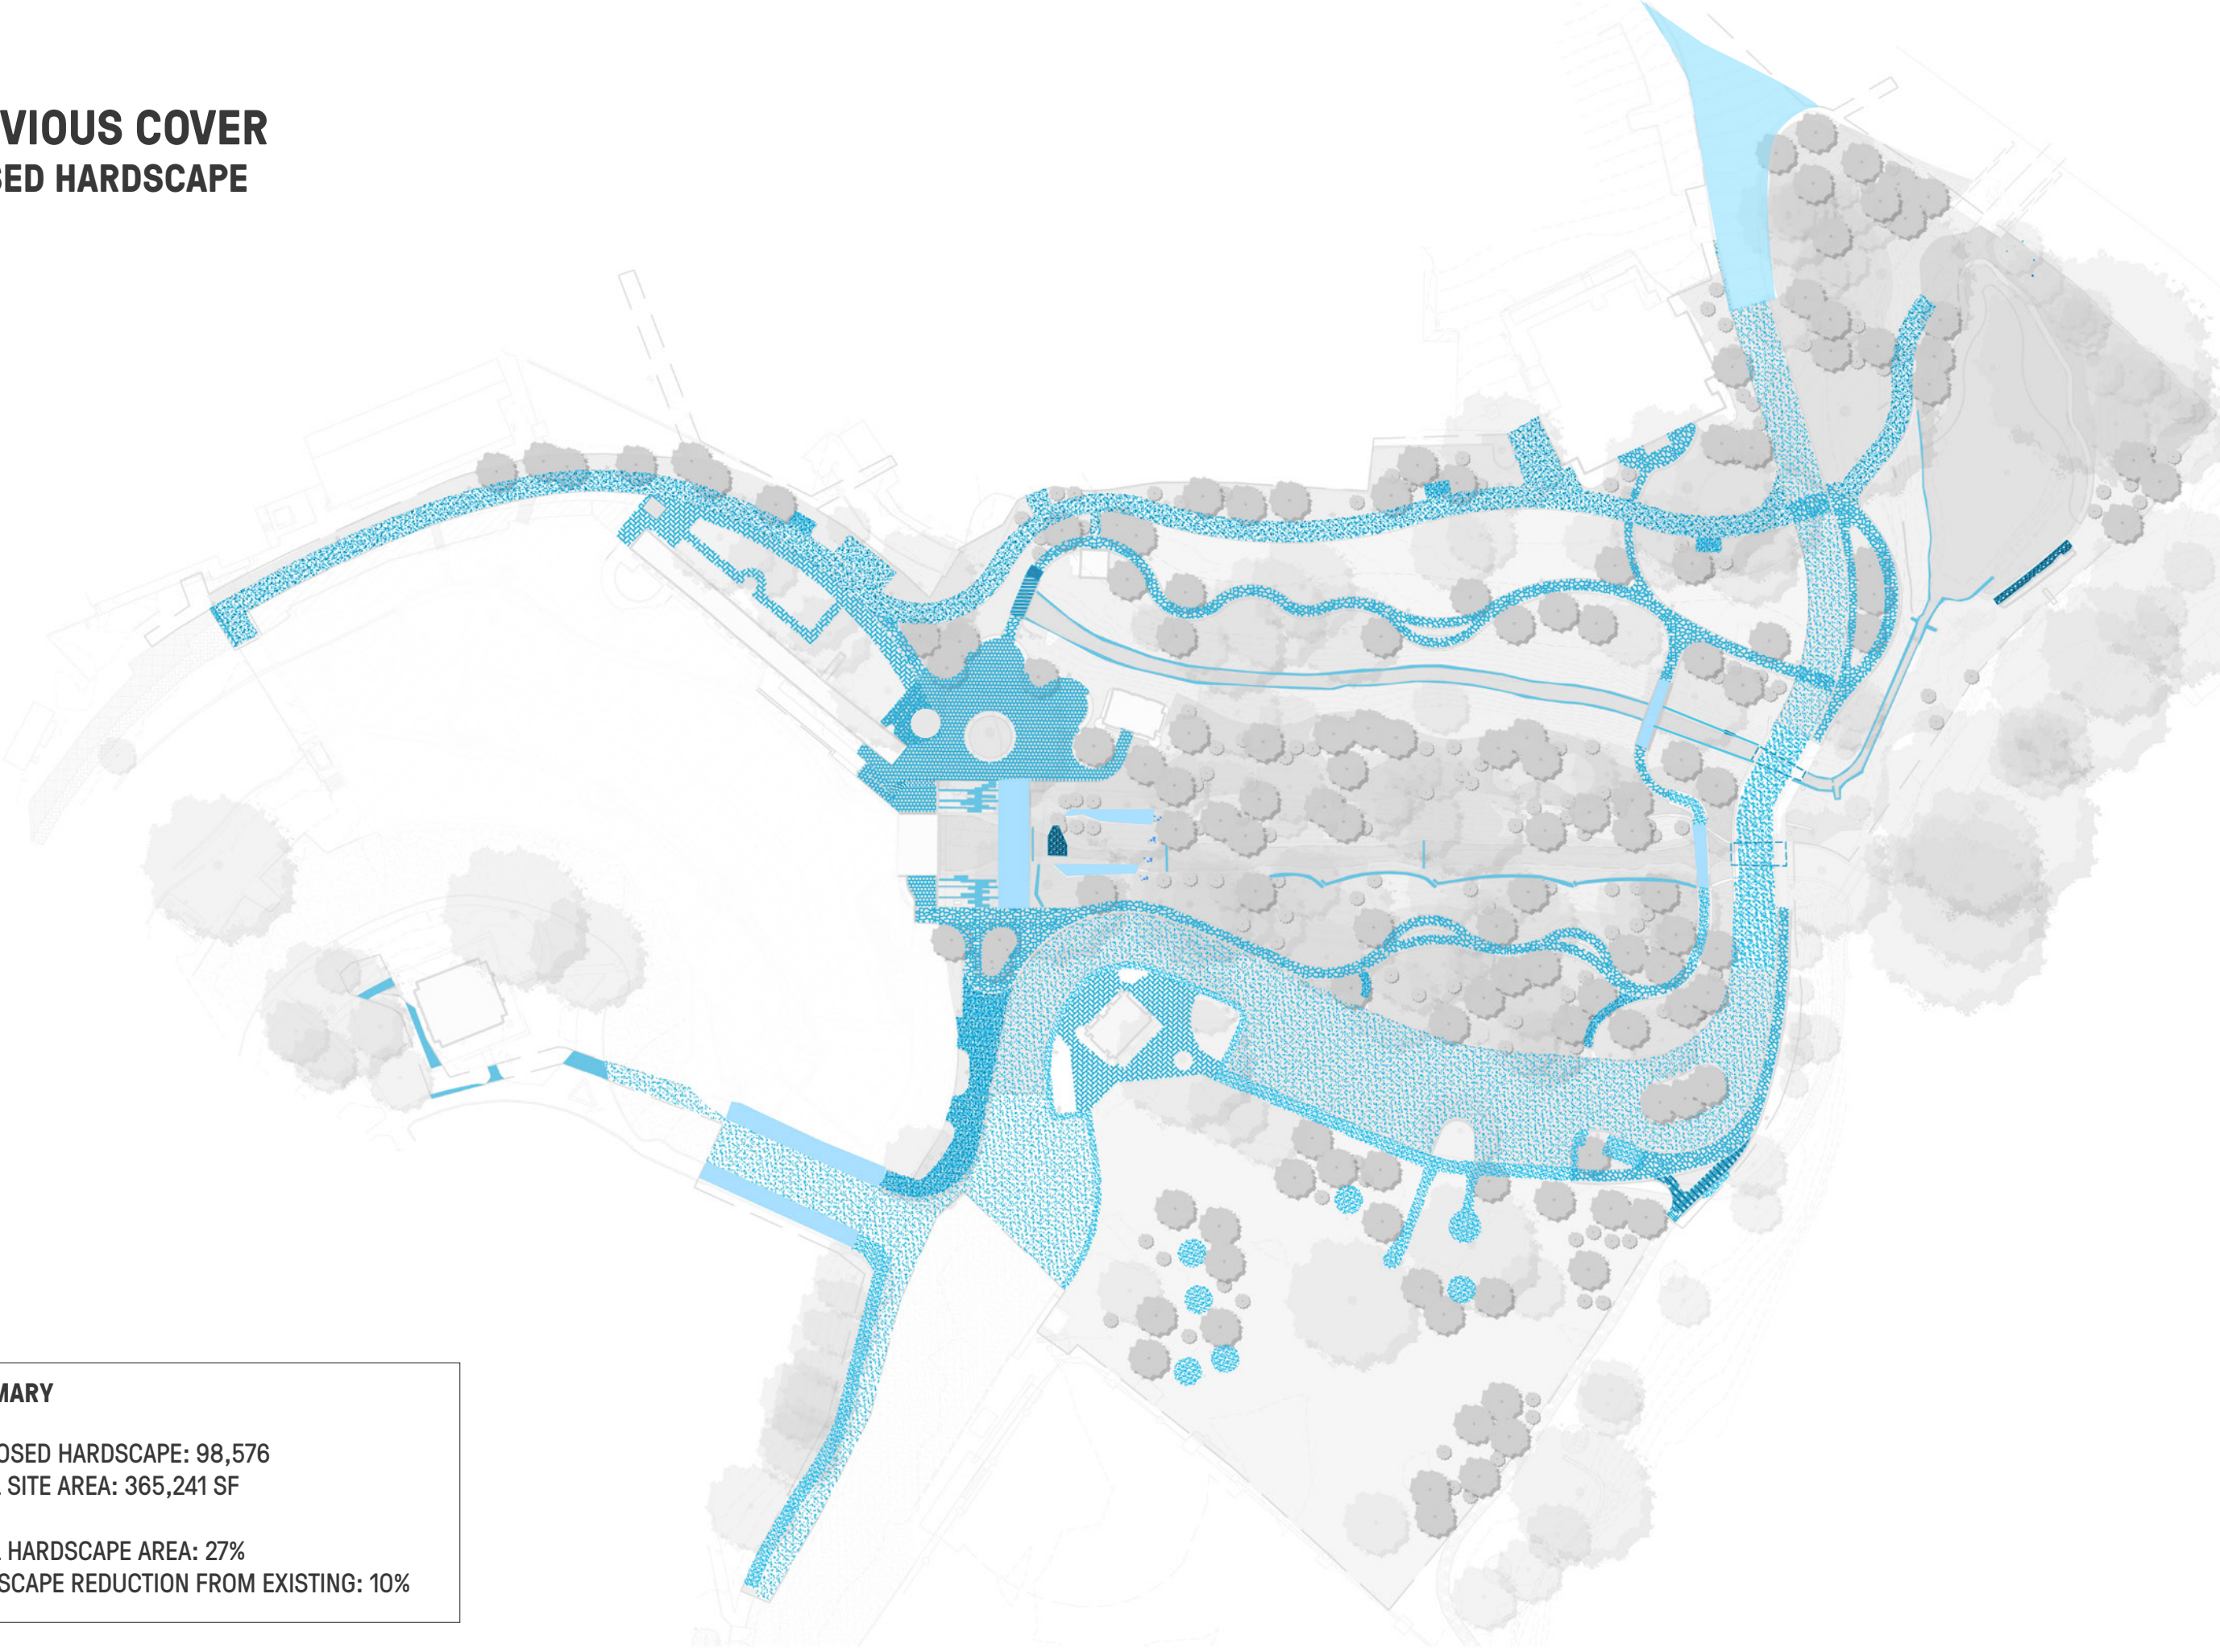 VIOUS COVER
SED HARDSCAPE
MARY
OSED HARDSCAPE: 98,576
L SITE AREA: 365,241 SF
L HARDSCAPE AREA: 27%
SCAPE REDUCTION FROM EXISTING: 10%